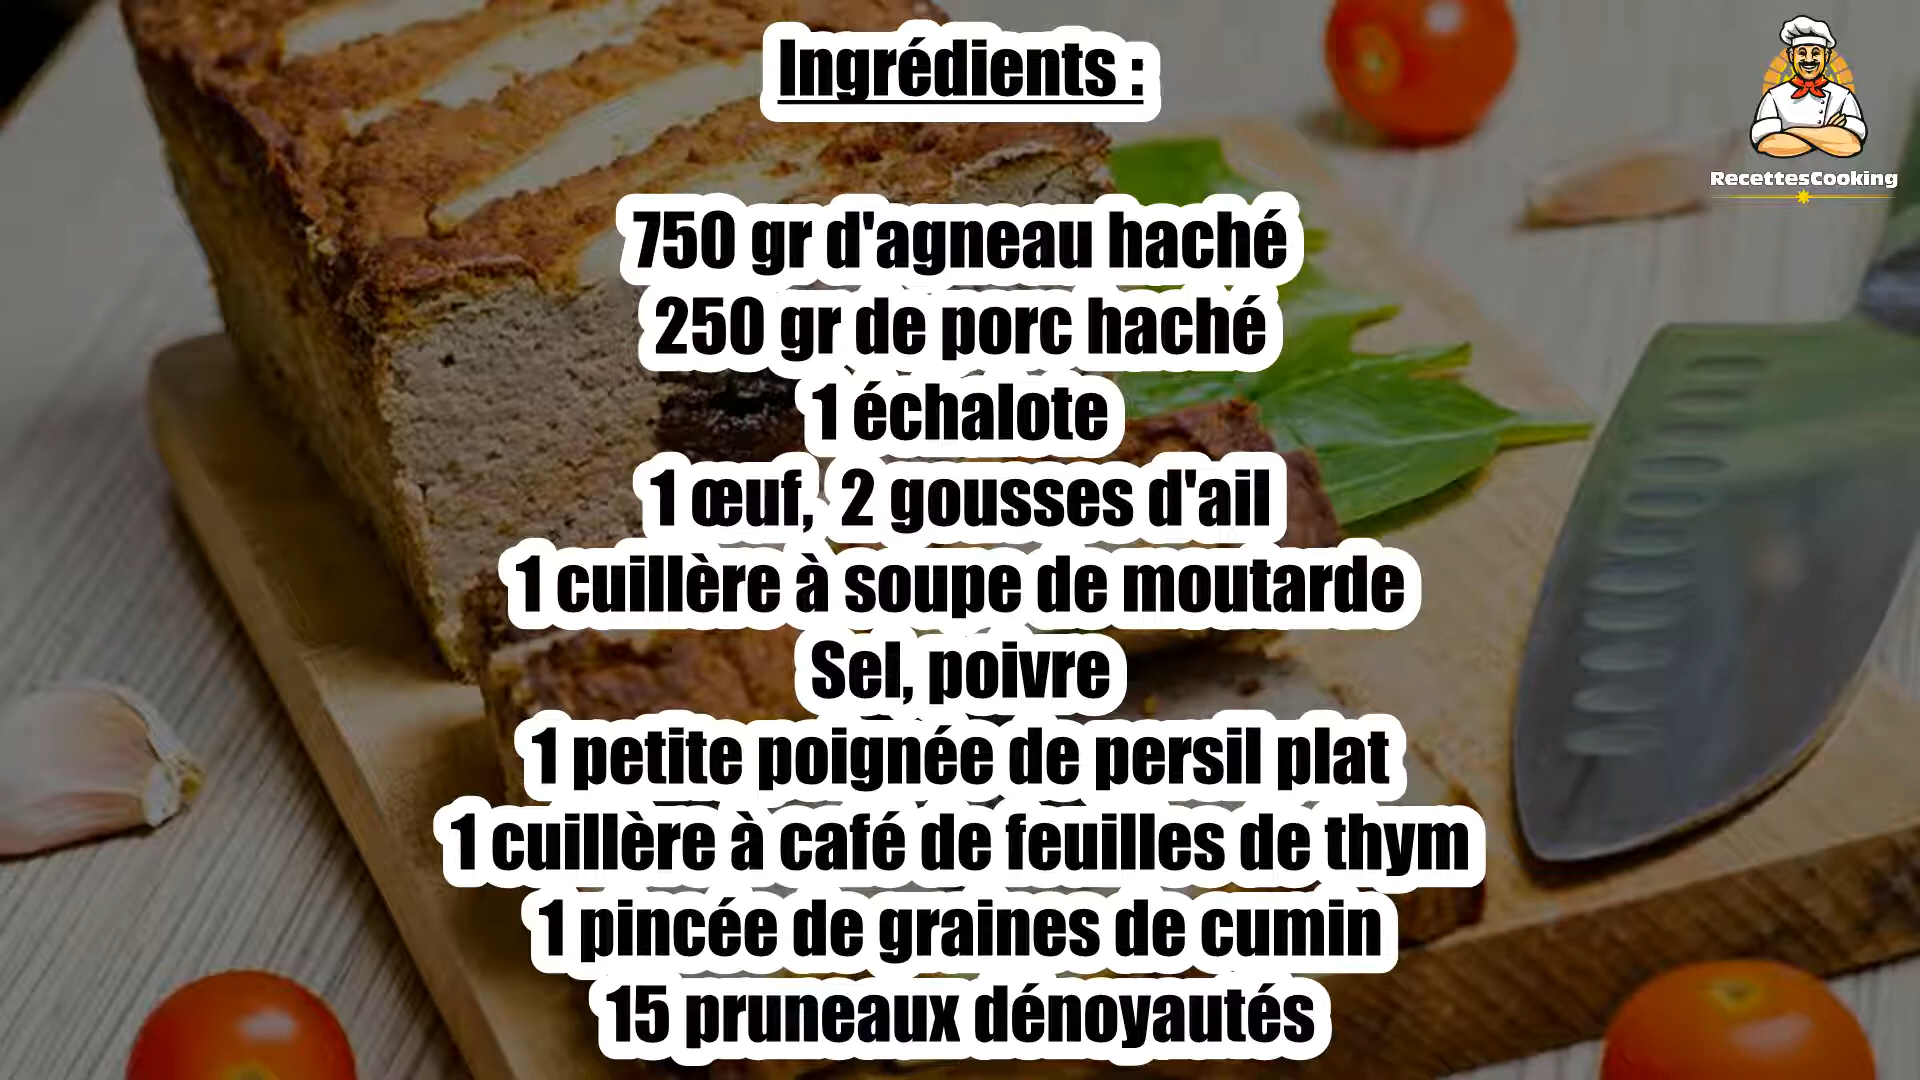 Ingrédients :
RecettesCooking
750 gr d'agneau haché
250 gr de porc haché
1 échalote
1 œuf,  2 gousses d'ail
1 cuillère à soupe de moutarde
Sel, poivre
1 petite poignée de persil plat
1 cuillère à café de feuilles de thym
1 pincée de graines de cumin
15 pruneaux dénoyautés